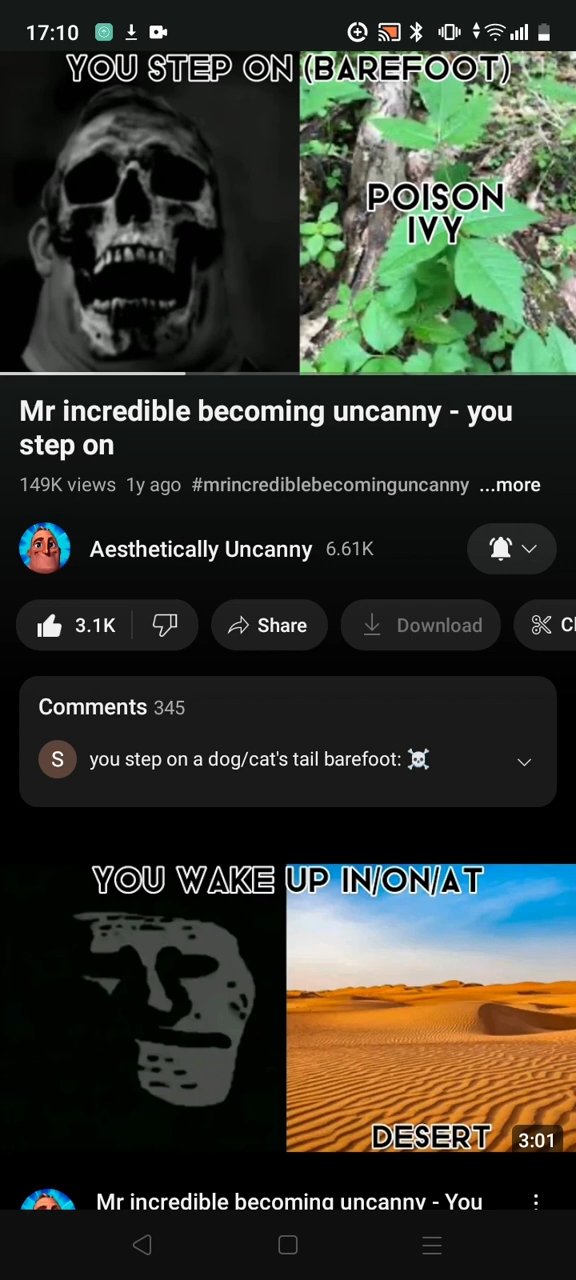 17:10
YOU STEP ON (BAREFOOT)
POISON
IVY
Mr incredible becoming uncanny - you
step on
149K views 1y ago #mrincrediblebecominguncanny ...more
Aesthetically Uncanny 6.61K
3.1K Share Download Cl
Comments 345
S you step on a dog/cat's tail barefoot: ☠️
YOU WAKE UP IN/ON/AT
DESERT 3:01
Mr incredible becoming uncanny - You